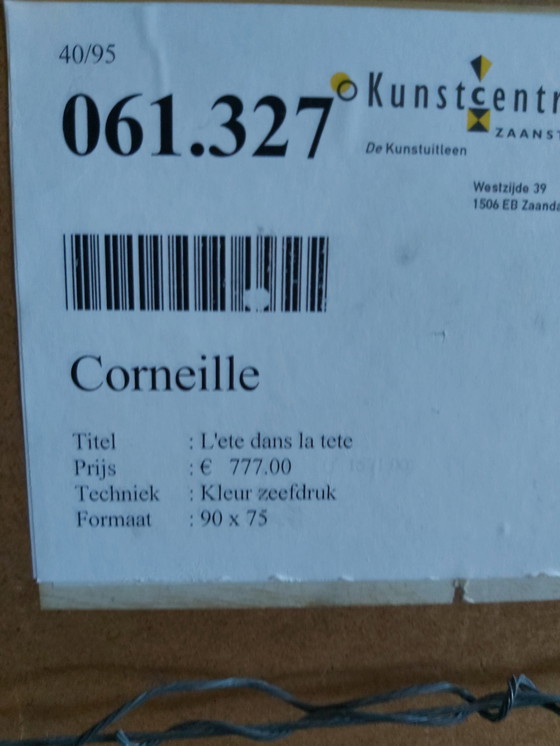 40/95
061.327
Kunstcentr
ZAANST
De Kunstuitleen
Westzijde 39
1506 EB Zaanda
Corneille
Titel : L'ete dans la tete
Prijs : € 777.00
Techniek : Kleur zeefdruk
Formaat : 90 x 75